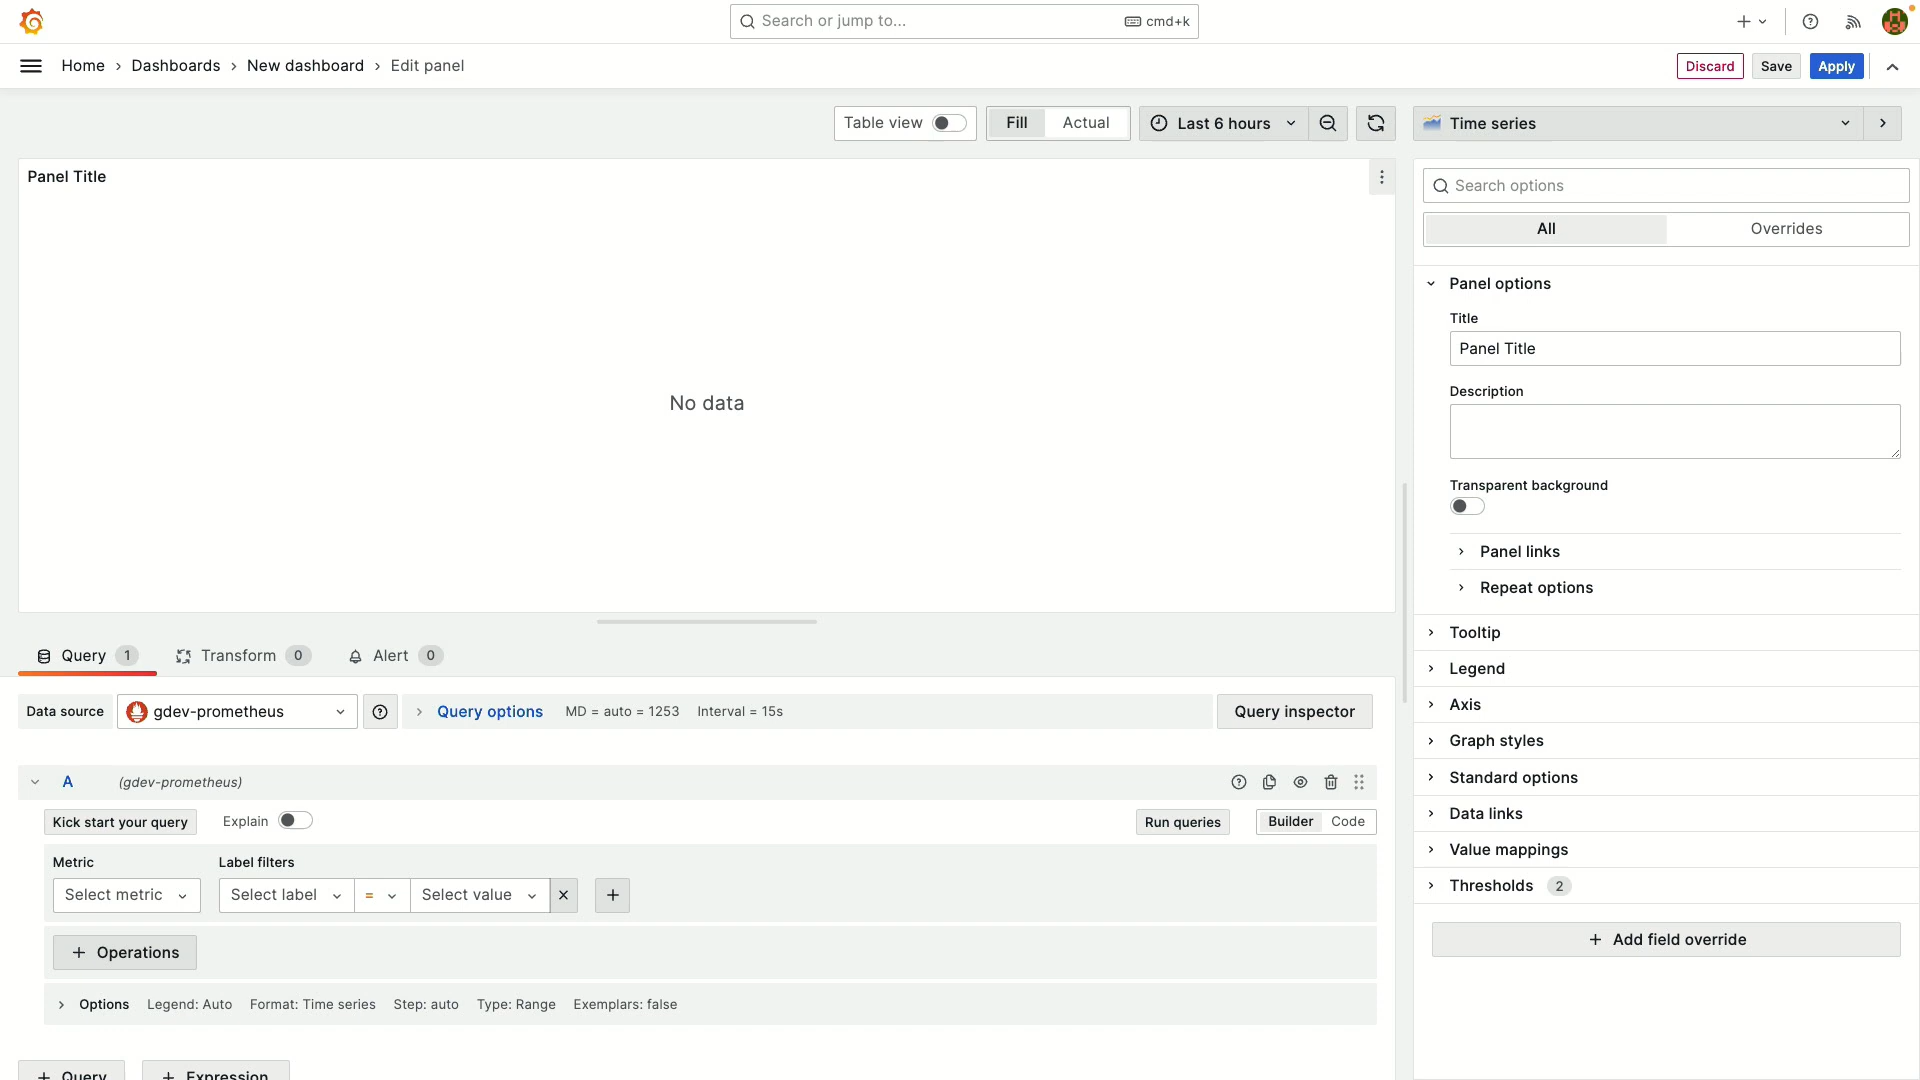 Search or jump to...
cmd+k
Home › Dashboards › New dashboard › Edit panel
Discard
Save
Apply
Table view
Fill
Actual
Last 6 hours
Time series
Panel Title
No data
Search options
All
Overrides
Panel options
Title
Panel Title
Description
Transparent background
Panel links
Repeat options
Tooltip
Legend
Axis
Graph styles
Standard options
Data links
Value mappings
Thresholds 2
+ Add field override
Query 1
Transform 0
Alert 0
Data source
gdev-prometheus
Query options
MD = auto = 1253
Interval = 15s
Query inspector
A
(gdev-prometheus)
Kick start your query
Explain
Run queries
Builder
Code
Metric
Label filters
Select metric
Select label
=
Select value
+ Operations
Options
Legend: Auto
Format: Time series
Step: auto
Type: Range
Exemplars: false
+ Query
+ Expression